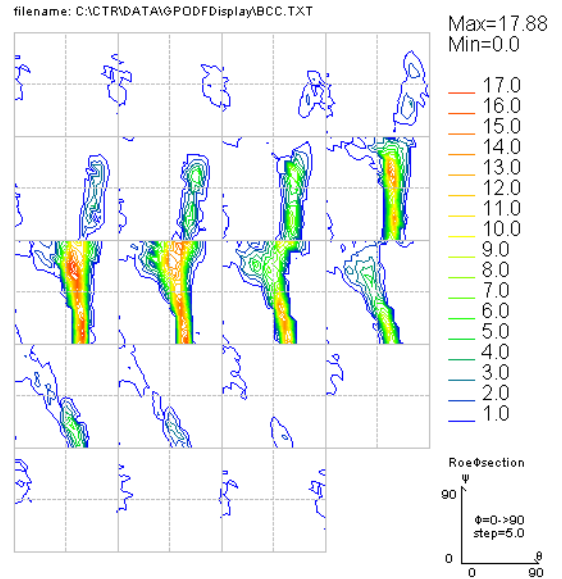 filename: C:\CTR\DATA\GPODFDisplay\BCC.TXT
Max=17.88
Min=0.0
17.0
16.0
15.0
14.0
13.0
12.0
11.0
10.0
9.0
8.0
7.0
6.0
5.0
4.0
3.0
2.0
1.0
RoeΦsection
Ψ
90
Φ=0->90
step=5.0
0
θ
0 90